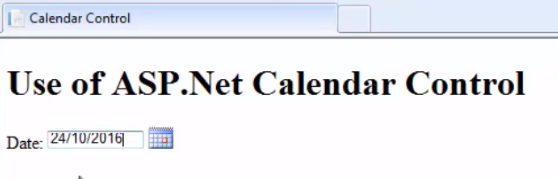 Calendar Control
Use of ASP.Net Calendar Control
Date: 24/10/2016